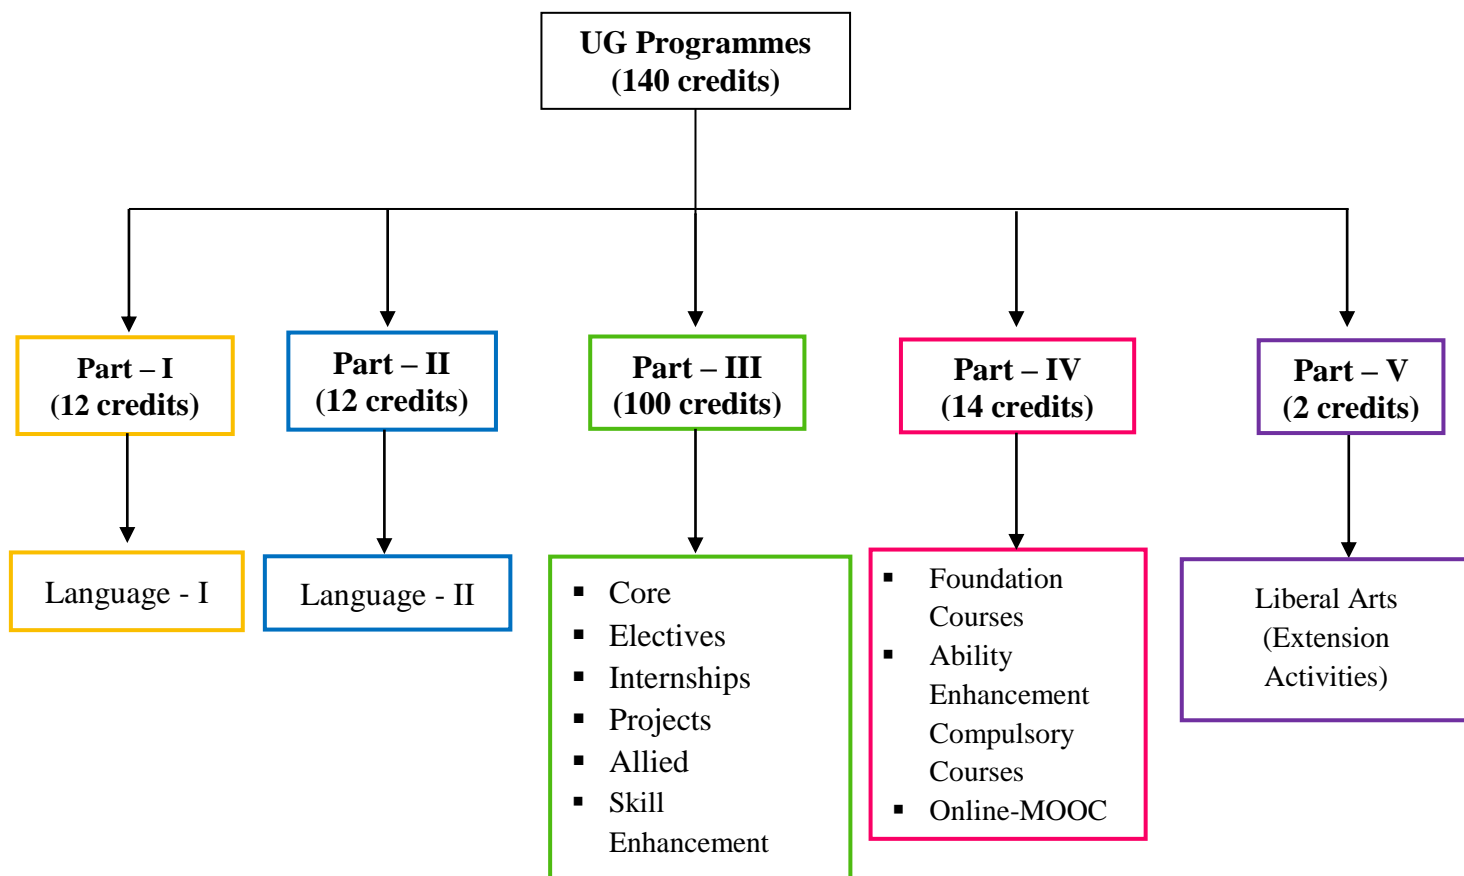 UG Programmes
(140 credits)
Part – I
(12 credits)
Part – II
(12 credits)
Part – III
(100 credits)
Part – IV
(14 credits)
Part – V
(2 credits)
Language - I
Language - II
▪ Core
▪ Electives
▪ Internships
▪ Projects
▪ Allied
▪ Skill
Enhancement
▪ Foundation
Courses
▪ Ability
Enhancement
Compulsory
Courses
▪ Online-MOOC
Liberal Arts
(Extension
Activities)